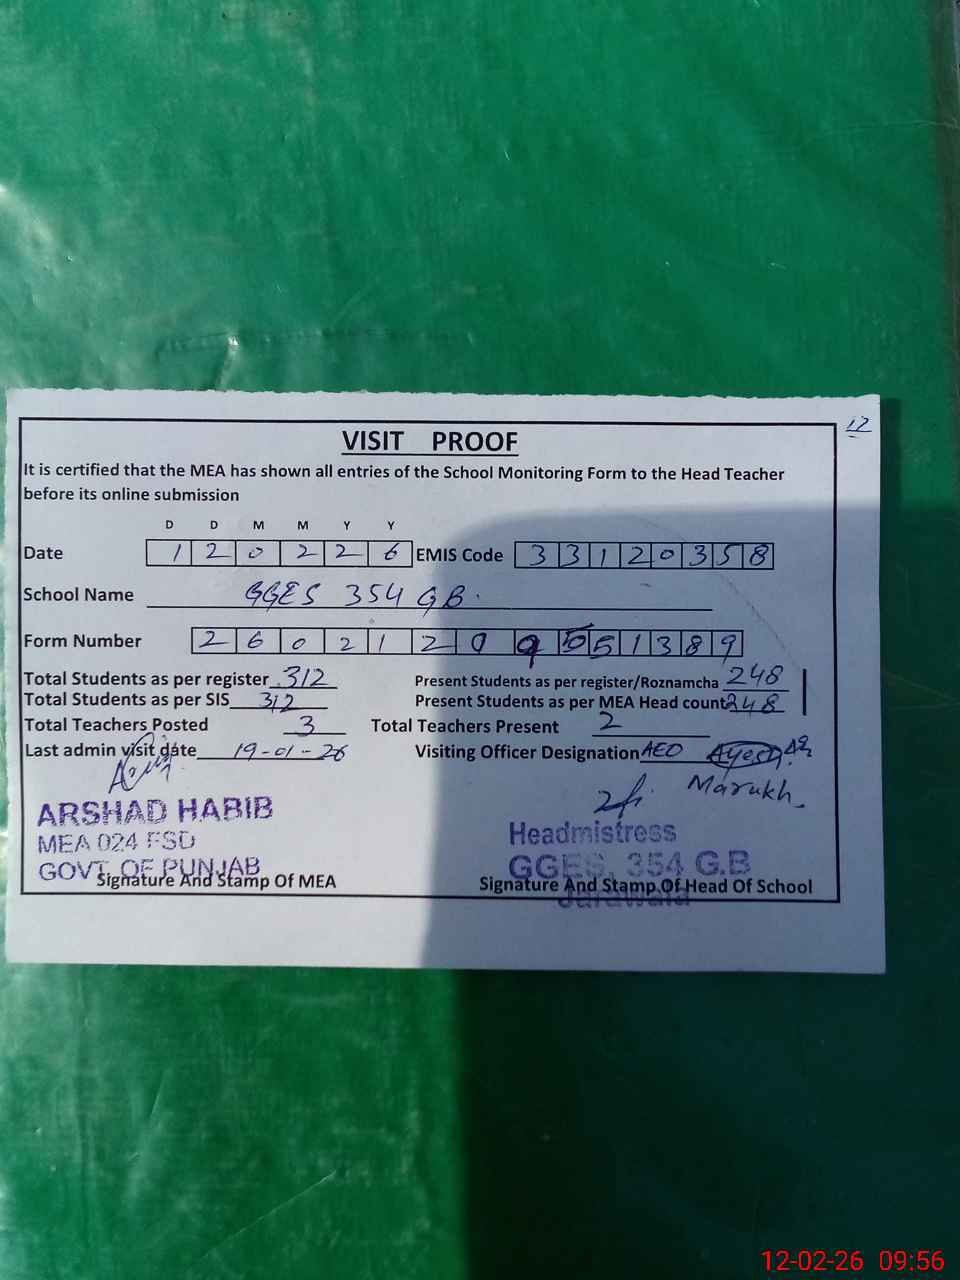 12
VISIT PROOF
It is certified that the MEA has shown all entries of the School Monitoring Form to the Head Teacher
before its online submission
D D M M Y Y
Date 1 2 0 2 2 6 EMIS Code 3 3 1 2 0 3 5 8
School Name GGES 354 GB.
Form Number 2 6 0 2 1 2 0 9 5 5 1 3 8 9
Total Students as per register 312 Present Students as per register/Roznamcha 248
Total Students as per SIS 312 Present Students as per MEA Head count 248
Total Teachers Posted 3 Total Teachers Present 2
Last admin visit date 19-01-26 Visiting Officer Designation AEO
Marukh
ARSHAD HABIB
MEA 024 FSD
GOVT OF PUNJAB
Signature And Stamp Of MEA
Headmistress
GGES, 354 G.B
Signature And Stamp Of Head Of School
Jaranwala
12-02-26 09:56